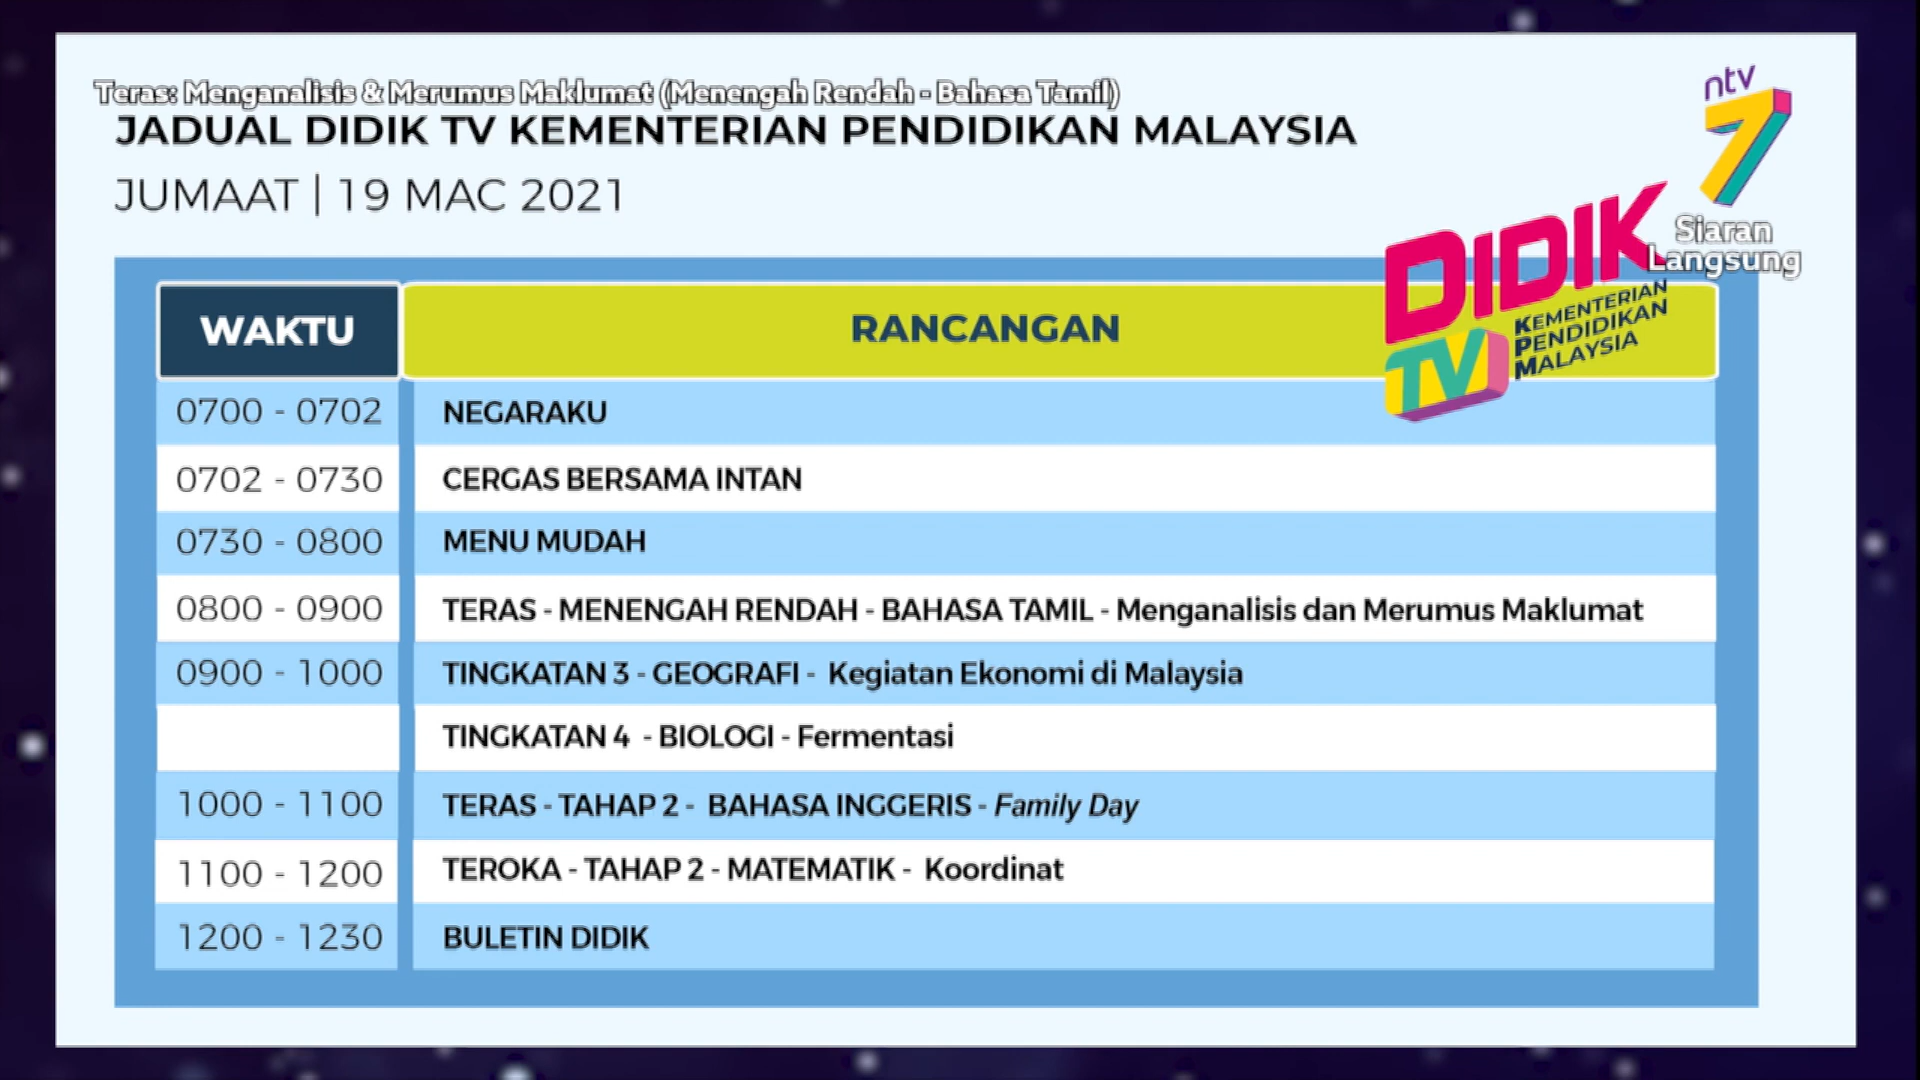 Teras: Menganalisis & Merumus Maklumat (Menengah Rendah - Bahasa Tamil)
JADUAL DIDIK TV KEMENTERIAN PENDIDIKAN MALAYSIA
JUMAAT | 19 MAC 2021
ntv
7
Siaran
Langsung
DIDIK
TV
KEMENTERIAN
PENDIDIKAN
MALAYSIA
WAKTU RANCANGAN
0700 - 0702 NEGARAKU
0702 - 0730 CERGAS BERSAMA INTAN
0730 - 0800 MENU MUDAH
0800 - 0900 TERAS - MENENGAH RENDAH - BAHASA TAMIL - Menganalisis dan Merumus Maklumat
0900 - 1000 TINGKATAN 3 - GEOGRAFI - Kegiatan Ekonomi di Malaysia
TINGKATAN 4 - BIOLOGI - Fermentasi
1000 - 1100 TERAS - TAHAP 2 - BAHASA INGGERIS - Family Day
1100 - 1200 TEROKA - TAHAP 2 - MATEMATIK - Koordinat
1200 - 1230 BULETIN DIDIK